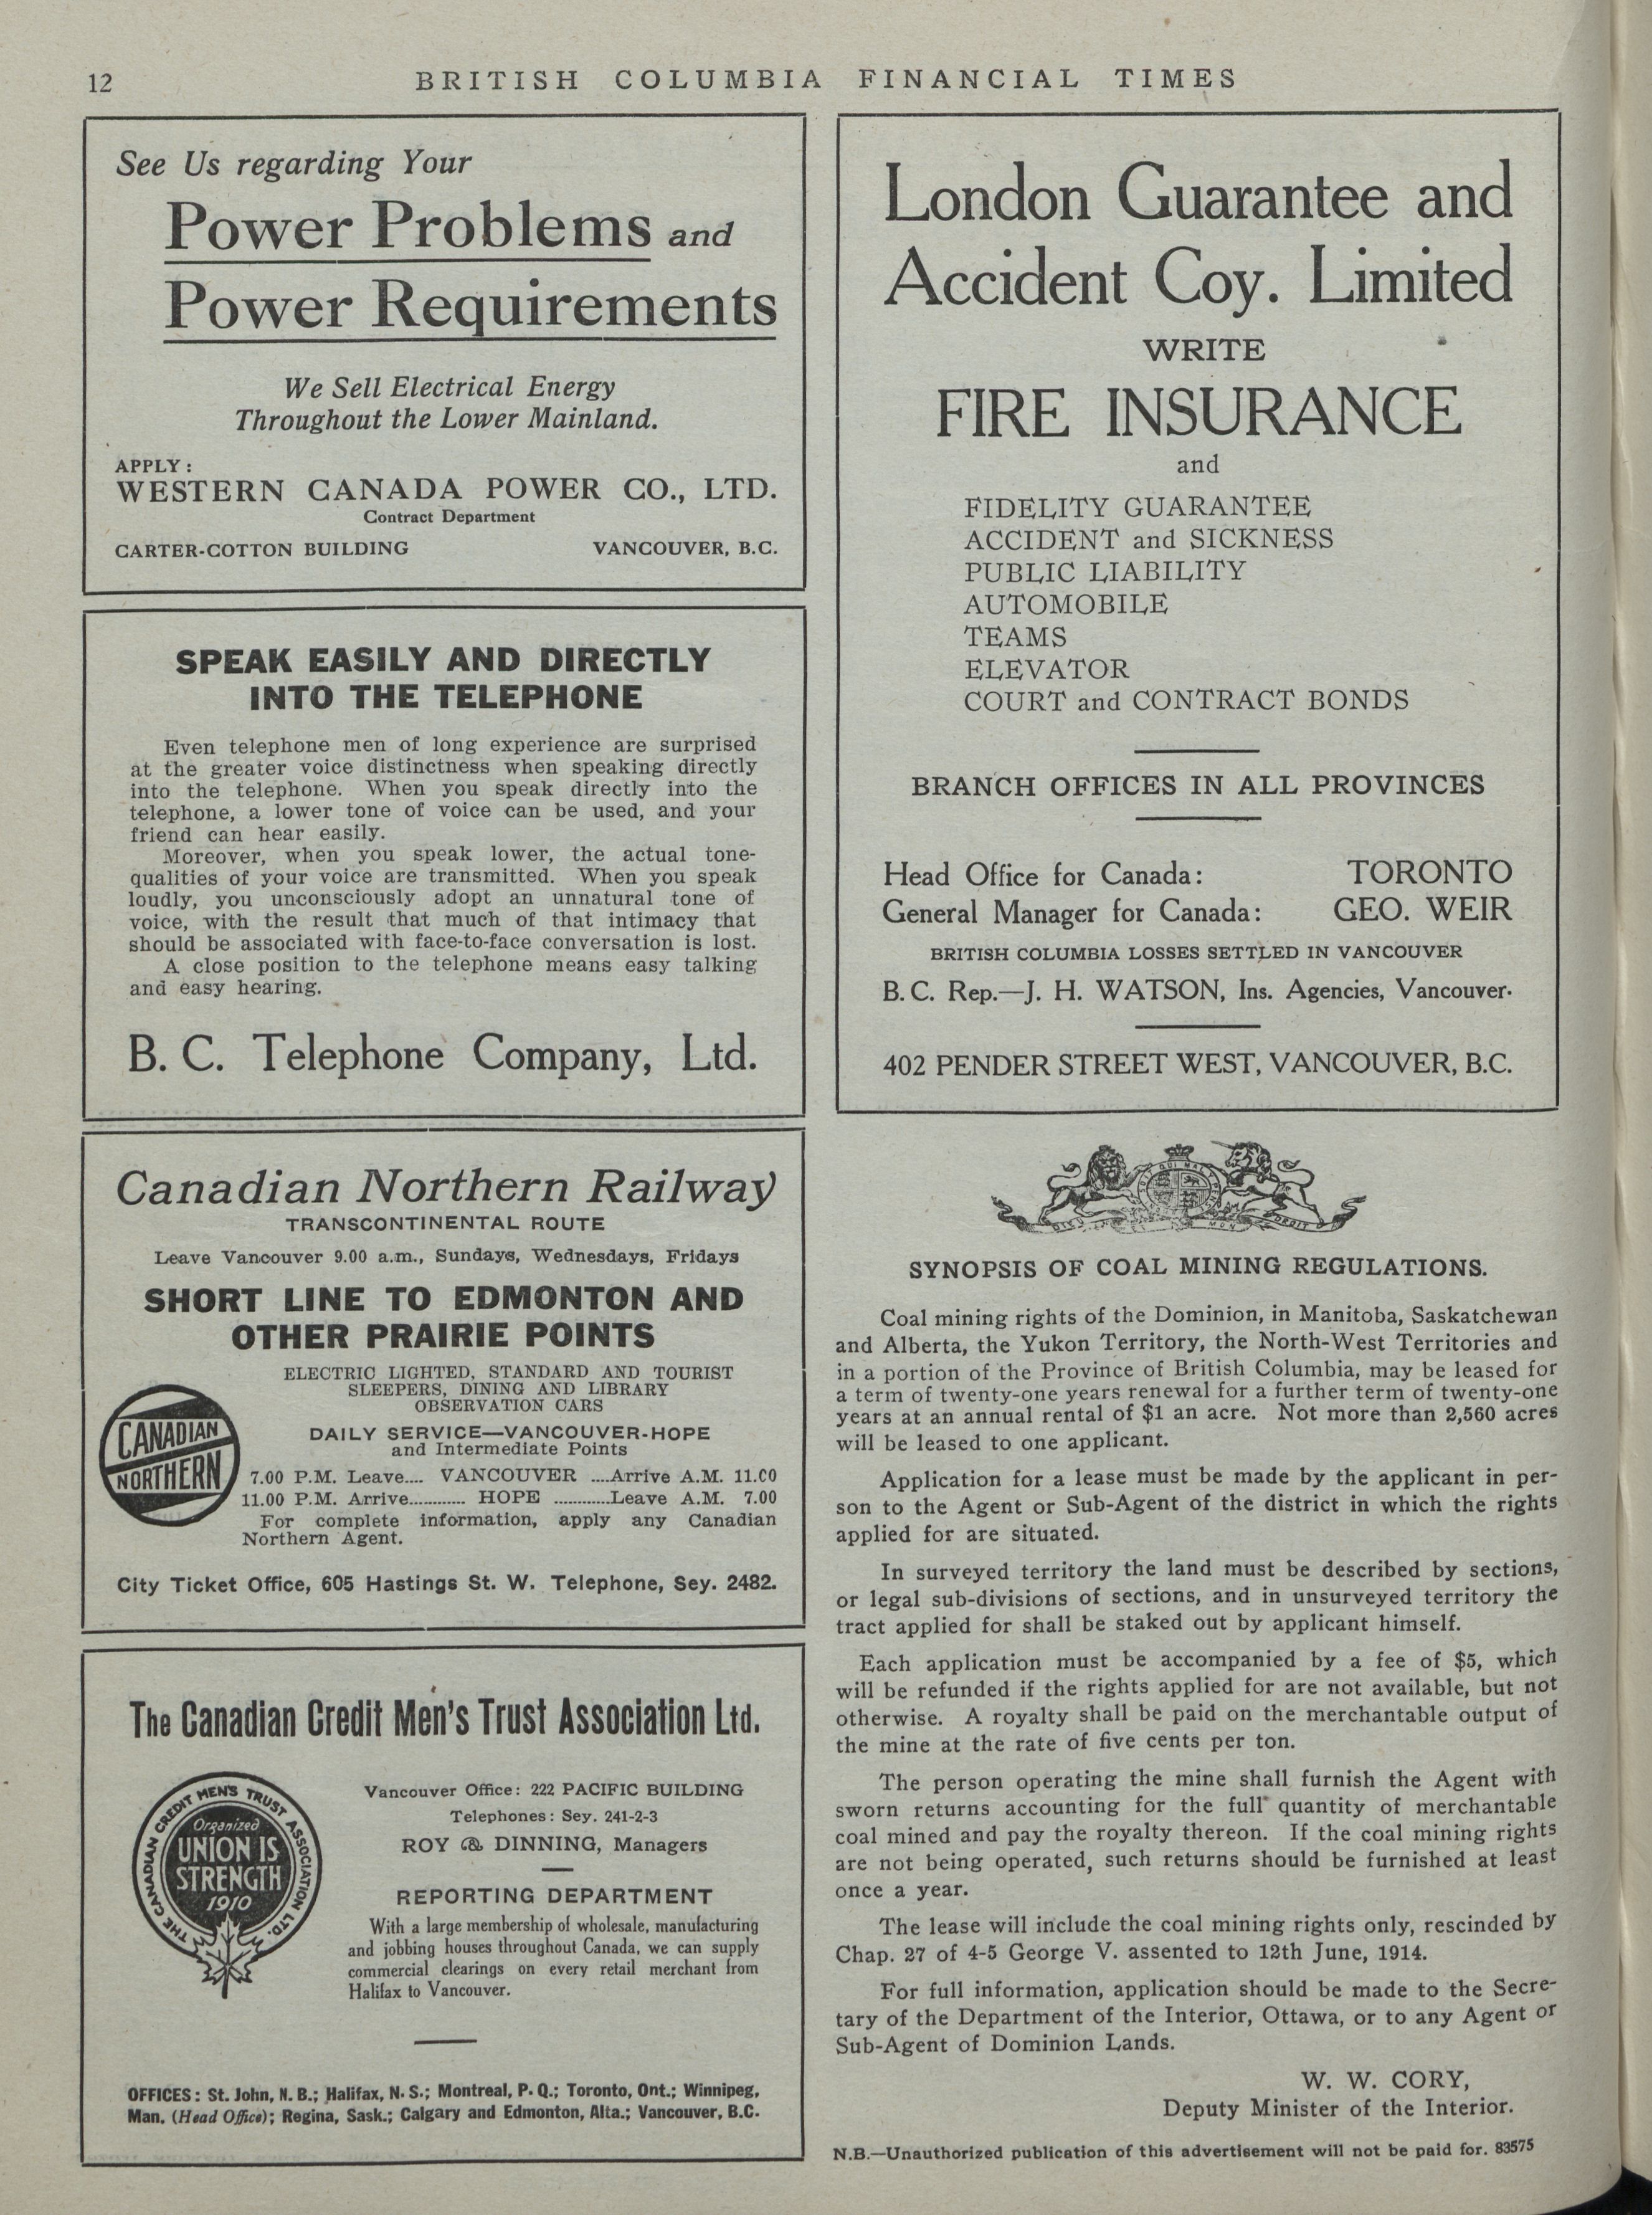 12
BRITISH COLUMBIA FINANCIAL TIMES
See Us regarding Your
Power Problems and
Power Requirements
We Sell Electrical Energy
Throughout the Lower Mainland.
APPLY:
WESTERN CANADA POWER CO., LTD.
Contract Department
CARTER-COTTON BUILDING VANCOUVER, B.C.
SPEAK EASILY AND DIRECTLY
INTO THE TELEPHONE
Even telephone men of long experience are surprised
at the greater voice distinctness when speaking directly
into the telephone. When you speak directly into the
telephone, a lower tone of voice can be used, and your
friend can hear easily.
Moreover, when you speak lower, the actual tone-
qualities of your voice are transmitted. When you speak
loudly, you unconsciously adopt an unnatural tone of
voice, with the result that much of that intimacy that
should be associated with face-to-face conversation is lost.
A close position to the telephone means easy talking
and easy hearing.
B. C. Telephone Company, Ltd.
Canadian Northern Railway
TRANSCONTINENTAL ROUTE
Leave Vancouver 9.00 a.m., Sundays, Wednesdays, Fridays
SHORT LINE TO EDMONTON AND
OTHER PRAIRIE POINTS
ELECTRIC LIGHTED, STANDARD AND TOURIST
SLEEPERS, DINING AND LIBRARY
OBSERVATION CARS
CANADIAN
NORTHERN
DAILY SERVICE—VANCOUVER-HOPE
and Intermediate Points
7.00 P.M. Leave.... VANCOUVER ....Arrive A.M. 11.00
11.00 P.M. Arrive............ HOPE ............Leave A.M. 7.00
For complete information, apply any Canadian
Northern Agent.
City Ticket Office, 605 Hastings St. W. Telephone, Sey. 2482.
The Canadian Credit Men's Trust Association Ltd.
THE CANADIAN CREDIT MEN'S TRUST ASSOCIATION LTD.
Organized
UNION IS
STRENGTH
1910
Vancouver Office: 222 PACIFIC BUILDING
Telephones: Sey. 241-2-3
ROY & DINNING, Managers
REPORTING DEPARTMENT
With a large membership of wholesale, manufacturing
and jobbing houses throughout Canada, we can supply
commercial clearings on every retail merchant from
Halifax to Vancouver.
OFFICES: St. John, N. B.; Halifax, N. S.; Montreal, P. Q.; Toronto, Ont.; Winnipeg,
Man. (Head Office); Regina, Sask.; Calgary and Edmonton, Alta.; Vancouver, B.C.
London Guarantee and
Accident Coy. Limited
WRITE
FIRE INSURANCE
and
FIDELITY GUARANTEE
ACCIDENT and SICKNESS
PUBLIC LIABILITY
AUTOMOBILE
TEAMS
ELEVATOR
COURT and CONTRACT BONDS
BRANCH OFFICES IN ALL PROVINCES
Head Office for Canada: TORONTO
General Manager for Canada: GEO. WEIR
BRITISH COLUMBIA LOSSES SETTLED IN VANCOUVER
B. C. Rep.—J. H. WATSON, Ins. Agencies, Vancouver.
402 PENDER STREET WEST, VANCOUVER, B.C.
SYNOPSIS OF COAL MINING REGULATIONS.
Coal mining rights of the Dominion, in Manitoba, Saskatchewan
and Alberta, the Yukon Territory, the North-West Territories and
in a portion of the Province of British Columbia, may be leased for
a term of twenty-one years renewal for a further term of twenty-one
years at an annual rental of $1 an acre. Not more than 2,560 acres
will be leased to one applicant.
Application for a lease must be made by the applicant in per-
son to the Agent or Sub-Agent of the district in which the rights
applied for are situated.
In surveyed territory the land must be described by sections,
or legal sub-divisions of sections, and in unsurveyed territory the
tract applied for shall be staked out by applicant himself.
Each application must be accompanied by a fee of $5, which
will be refunded if the rights applied for are not available, but not
otherwise. A royalty shall be paid on the merchantable output of
the mine at the rate of five cents per ton.
The person operating the mine shall furnish the Agent with
sworn returns accounting for the full quantity of merchantable
coal mined and pay the royalty thereon. If the coal mining rights
are not being operated, such returns should be furnished at least
once a year.
The lease will include the coal mining rights only, rescinded by
Chap. 27 of 4-5 George V. assented to 12th June, 1914.
For full information, application should be made to the Secre-
tary of the Department of the Interior, Ottawa, or to any Agent or
Sub-Agent of Dominion Lands.
W. W. CORY,
Deputy Minister of the Interior.
N.B.—Unauthorized publication of this advertisement will not be paid for. 83575